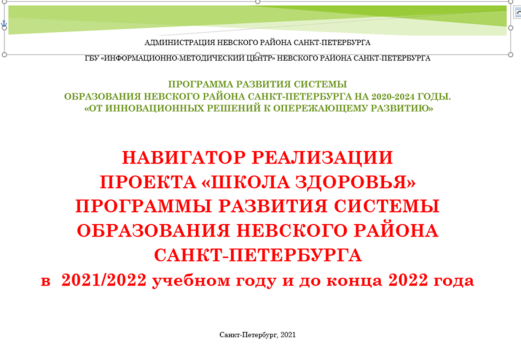 АДМИНИСТРАЦИЯ НЕВСКОГО РАЙОНА САНКТ-ПЕТЕРБУРГА
ГБУ «ИНФОРМАЦИОННО-МЕТОДИЧЕСКИЙ ЦЕНТР» НЕВСКОГО РАЙОНА САНКТ-ПЕТЕРБУРГА
ПРОГРАММА РАЗВИТИЯ СИСТЕМЫ
ОБРАЗОВАНИЯ НЕВСКОГО РАЙОНА САНКТ-ПЕТЕРБУРГА НА 2020-2024 ГОДЫ.
«ОТ ИННОВАЦИОННЫХ РЕШЕНИЙ К ОПЕРЕЖАЮЩЕМУ РАЗВИТИЮ»
НАВИГАТОР РЕАЛИЗАЦИИ
ПРОЕКТА «ШКОЛА ЗДОРОВЬЯ»
ПРОГРАММЫ РАЗВИТИЯ СИСТЕМЫ
ОБРАЗОВАНИЯ НЕВСКОГО РАЙОНА
САНКТ-ПЕТЕРБУРГА
в 2021/2022 учебном году и до конца 2022 года
Санкт-Петербург, 2021